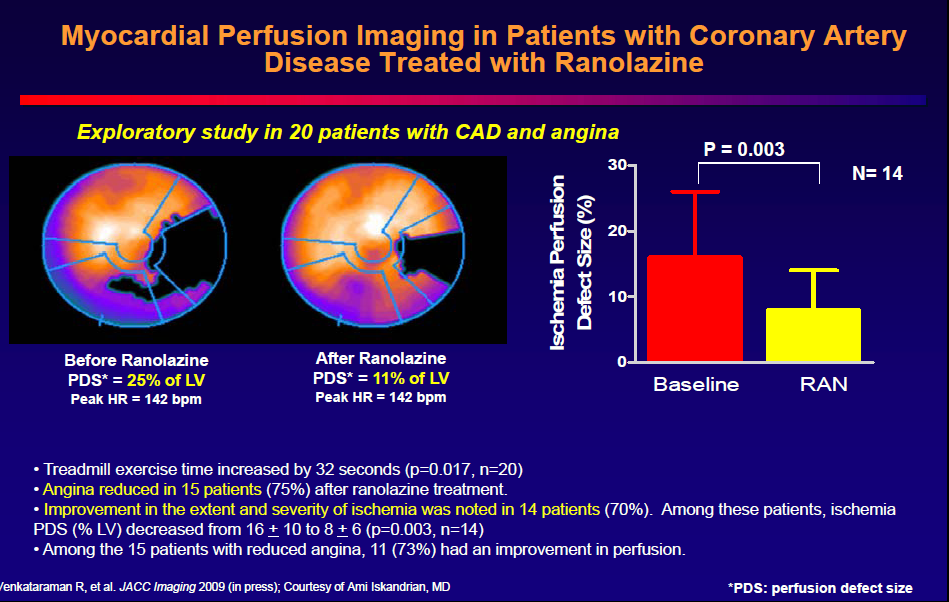 Myocardial Perfusion Imaging in Patients with Coronary Artery
Disease Treated with Ranolazine
Exploratory study in 20 patients with CAD and angina
Before Ranolazine
PDS* = 25% of LV
Peak HR = 142 bpm
After Ranolazine
PDS* = 11% of LV
Peak HR = 142 bpm
P = 0.003
N= 14
Ischemia Perfusion
Defect Size (%)
30
20
10
0
Baseline
RAN
• Treadmill exercise time increased by 32 seconds (p=0.017, n=20)
• Angina reduced in 15 patients (75%) after ranolazine treatment.
• Improvement in the extent and severity of ischemia was noted in 14 patients (70%). Among these patients, ischemia
PDS (% LV) decreased from 16 ± 10 to 8 ± 6 (p=0.003, n=14)
• Among the 15 patients with reduced angina, 11 (73%) had an improvement in perfusion.
Venkataraman R, et al. JACC Imaging 2009 (in press); Courtesy of Ami Iskandrian, MD
*PDS: perfusion defect size